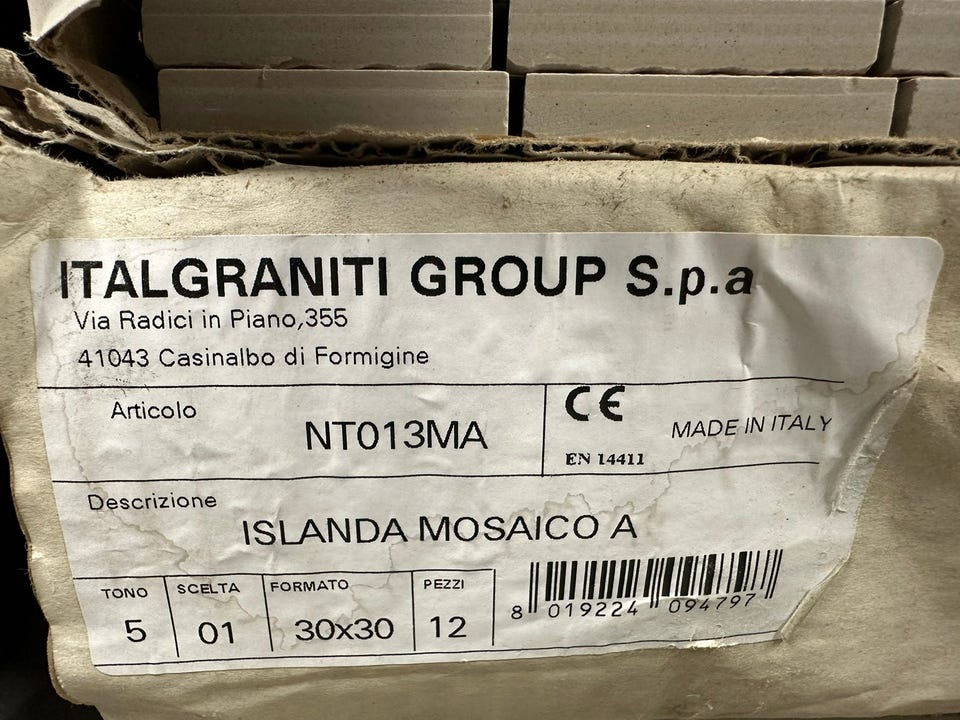 ITALGRANITI GROUP S.p.a
Via Radici in Piano,355
41043 Casinalbo di Formigine
Articolo
NT013MA
CE
EN 14411
MADE IN ITALY
Descrizione
ISLANDA MOSAICO A
TONO SCELTA FORMATO PEZZI
5 01 30x30 12
8 019224 094797